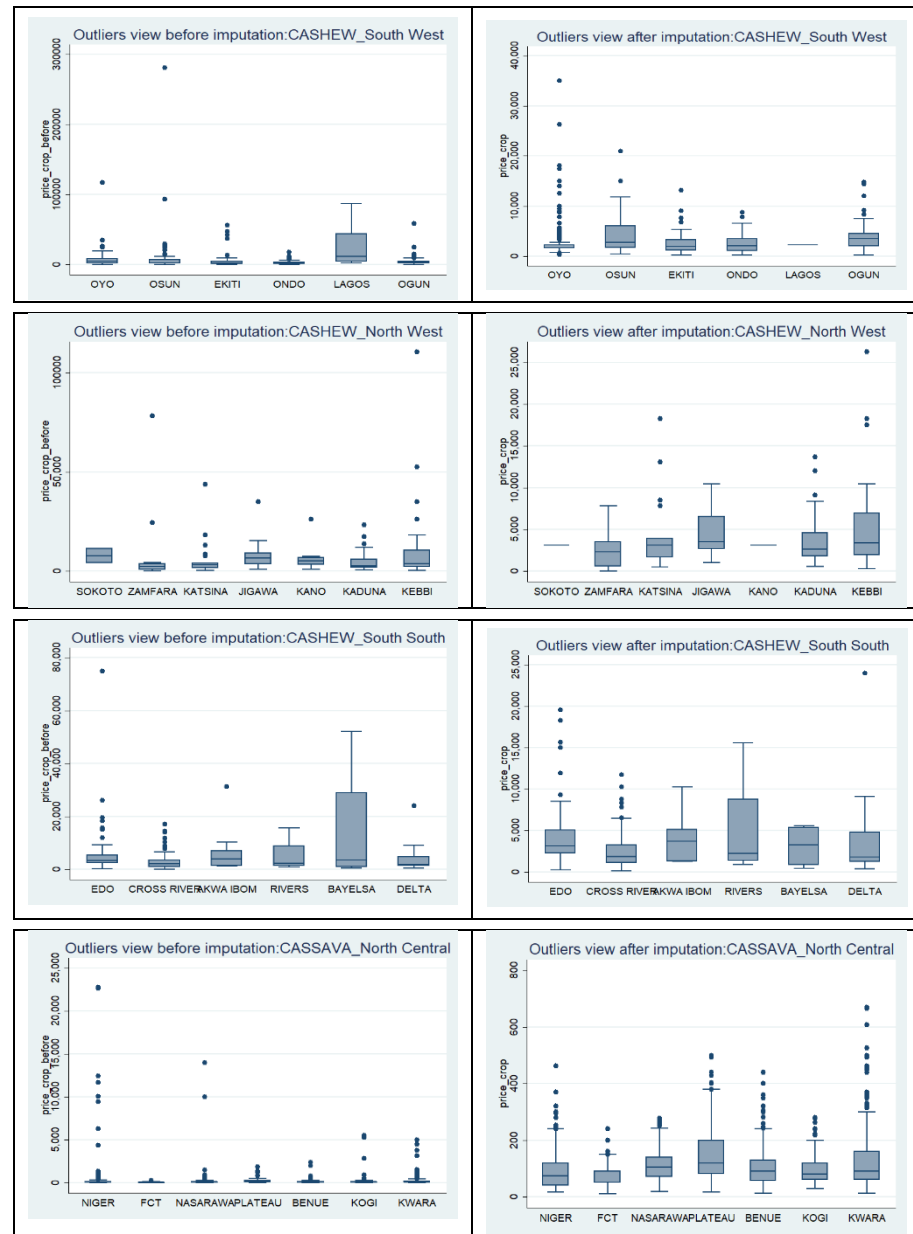 Outliers view before imputation:CASHEW_South West
price_crop_before
300000
200000
100000
0
OYO OSUN EKITI ONDO LAGOS OGUN
Outliers view after imputation:CASHEW_South West
price_crop
40,000
30,000
20,000
10,000
0
OYO OSUN EKITI ONDO LAGOS OGUN
Outliers view before imputation:CASHEW_North West
price_crop_before
100000
50,000
0
SOKOTO ZAMFARA KATSINA JIGAWA KANO KADUNA KEBBI
Outliers view after imputation:CASHEW_North West
price_crop
25,000
20,000
15,000
10,000
5,000
0
SOKOTO ZAMFARA KATSINA JIGAWA KANO KADUNA KEBBI
Outliers view before imputation:CASHEW_South South
price_crop_before
80,000
60,000
40,000
20,000
0
EDO CROSS RIVER AKWA IBOM RIVERS BAYELSA DELTA
Outliers view after imputation:CASHEW_South South
price_crop
25,000
20,000
15,000
10,000
5,000
0
EDO CROSS RIVER AKWA IBOM RIVERS BAYELSA DELTA
Outliers view before imputation:CASSAVA_North Central
price_crop_before
25,000
20,000
15,000
10,000
5,000
0
NIGER FCT NASARAWA PLATEAU BENUE KOGI KWARA
Outliers view after imputation:CASSAVA_North Central
price_crop
800
600
400
200
0
NIGER FCT NASARAWA PLATEAU BENUE KOGI KWARA